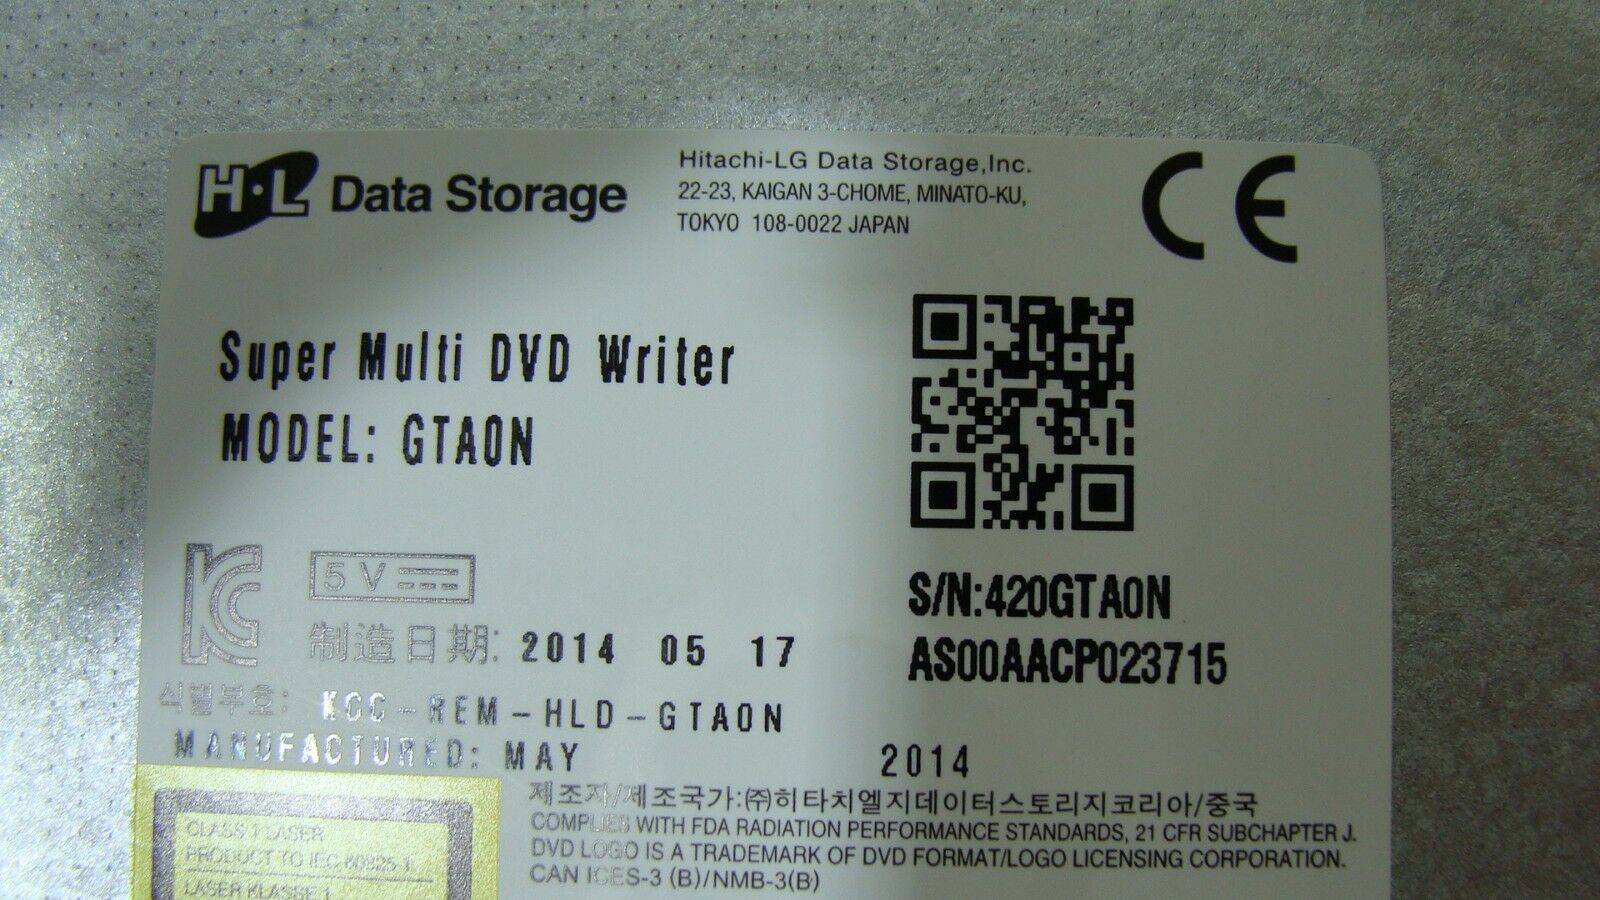 H·L Data Storage
Hitachi-LG Data Storage,Inc.
22-23, KAIGAN 3-CHOME, MINATO-KU,
TOKYO 108-0022 JAPAN
CE
Super Multi DVD Writer
MODEL: GTA0N
5V
制造日期: 2014 05 17
S/N:420GTA0N
AS00AACP023715
식별부호: KCC-REM-HLD-GTA0N
MANUFACTURED: MAY 2014
제조자/제조국가:(주)히타치엘지데이터스토리지코리아/중국
COMPLIES WITH FDA RADIATION PERFORMANCE STANDARDS, 21 CFR SUBCHAPTER J.
DVD LOGO IS A TRADEMARK OF DVD FORMAT/LOGO LICENSING CORPORATION.
CAN ICES-3 (B)/NMB-3(B)
CLASS 1 LASER
PRODUCT TO IEC 60825-1
LASER KLASSE 1